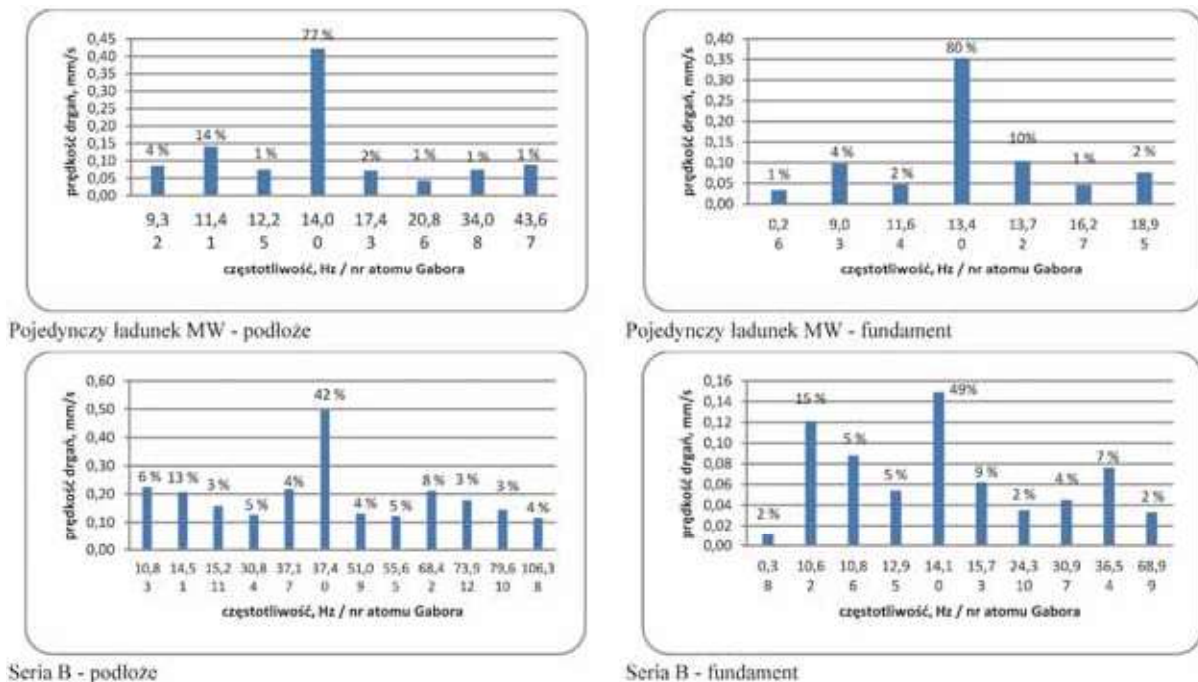 77 %
0,45
0,40
0,35
0,30
0,25
0,20
0,15
0,10
0,05
0,00
prędkość drgań, mm/s
4 % 14 % 1 % 2% 1 % 1 % 1 %
9,3 11,4 12,2 14,0 17,4 20,8 34,0 43,6
2 1 5 0 3 6 8 7
częstotliwość, Hz / nr atomu Gabora
Pojedynczy ładunek MW - podłoże
80 %
0,40
0,35
0,30
0,25
0,20
0,15
0,10
0,05
0,00
prędkość drgań, mm/s
1 % 4 % 2 % 10% 1 % 2 %
0,2 9,0 11,6 13,4 13,7 16,2 18,9
6 3 4 0 2 7 5
częstotliwość, Hz / nr atomu Gabora
Pojedynczy ładunek MW - fundament
42 %
0,60
0,50
0,40
0,30
0,20
0,10
0,00
prędkość drgań, mm/s
6 % 13 % 3 % 5 % 4% 4 % 5 % 8 % 3 % 3 % 4 %
10,8 14,5 15,2 30,8 37,1 37,4 51,0 55,6 68,4 73,9 79,6 106,3
3 1 11 4 7 0 9 5 2 12 10 8
częstotliwość, Hz / nr atomu Gabora
Seria B - podłoże
0,16
0,14
0,12
0,10
0,08
0,06
0,04
0,02
0,00
prędkość drgań, mm/s
2 % 15 % 5 % 5 % 49% 9 % 2 % 4 % 7 % 2 %
0,3 10,6 10,8 12,9 14,1 15,7 24,3 30,9 36,5 68,9
8 2 6 5 0 3 10 7 4 9
częstotliwość, Hz / nr atomu Gabora
Seria B - fundament